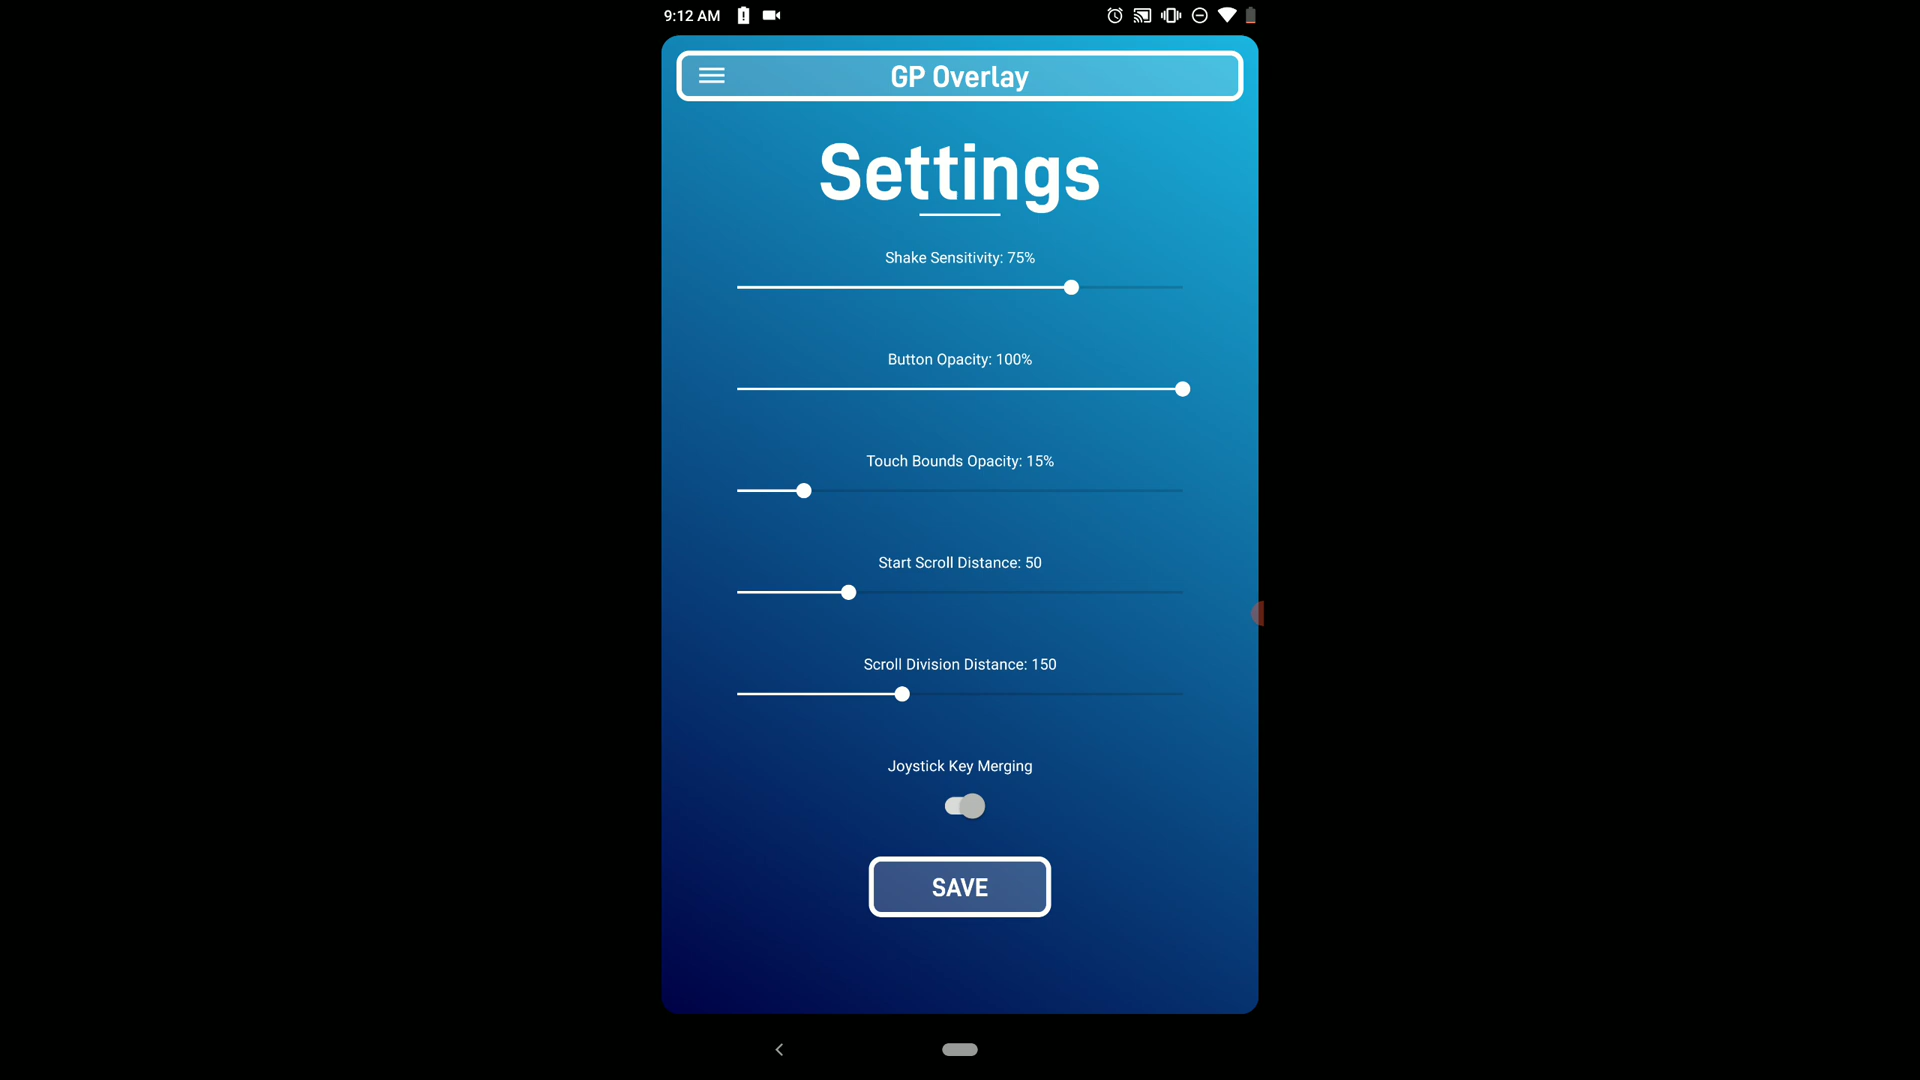 9:12 AM
GP Overlay
Settings
Shake Sensitivity: 75%
Button Opacity: 100%
Touch Bounds Opacity: 15%
Start Scroll Distance: 50
Scroll Division Distance: 150
Joystick Key Merging
SAVE